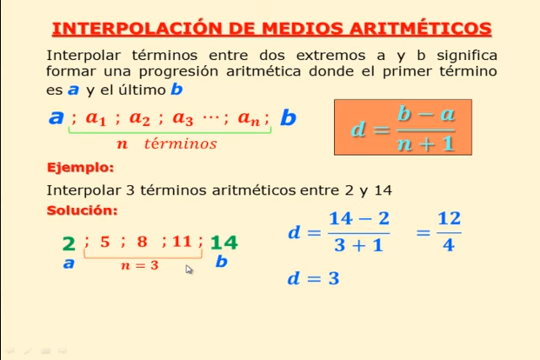 INTERPOLACIÓN DE MEDIOS ARITMÉTICOS
Interpolar términos entre dos extremos a y b significa
formar una progresión aritmética donde el primer término
es a y el último b
a ; a₁ ; a₂ ; a₃ ⋯ ; aₙ ; b
n términos
d = (b − a)/(n + 1)
Ejemplo:
Interpolar 3 términos aritméticos entre 2 y 14
Solución:
2 ; 5 ; 8 ; 11 ; 14
a n = 3 b
d = (14 − 2)/(3 + 1) = 12/4
d = 3